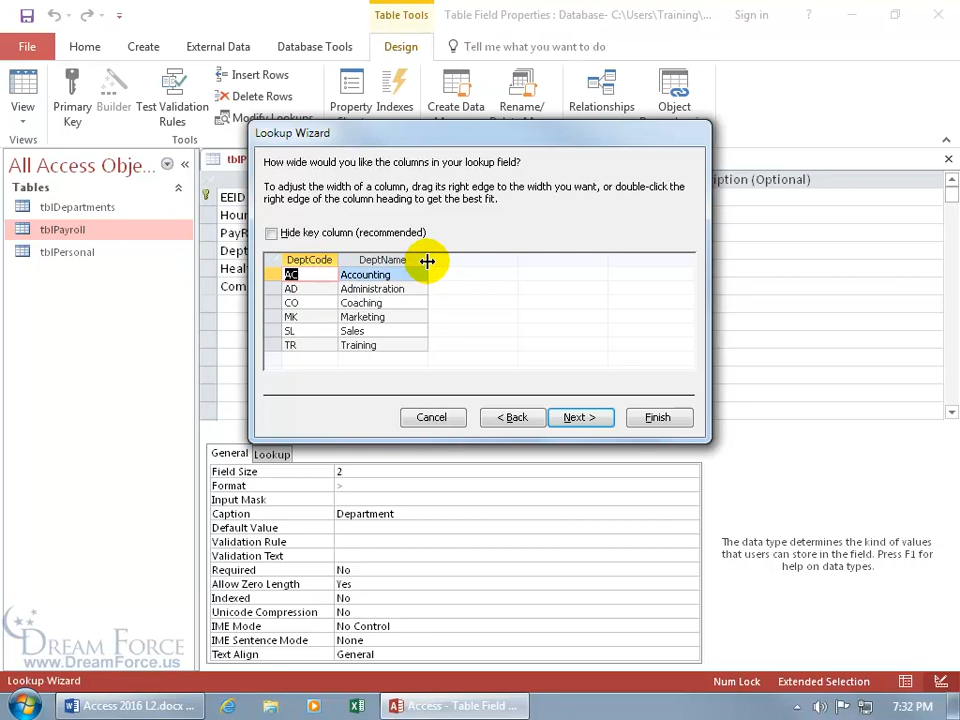 Table Tools
Table Field Properties : Database- C:\Users\Training\...
Sign in
?
File
Home
Create
External Data
Database Tools
Design
Tell me what you want to do
View
Primary Key
Builder
Test Validation Rules
Insert Rows
Delete Rows
Modify Lookups
Property
Indexes
Create Data
Rename/
Relationships
Object
Views
Tools
All Access Obje...
Tables
tblDepartments
tblPayroll
tblPersonal
EEID
ption (Optional)
Lookup Wizard
How wide would you like the columns in your lookup field?
To adjust the width of a column, drag its right edge to the width you want, or double-click the
right edge of the column heading to get the best fit.
Hide key column (recommended)
DeptCode DeptName
AC Accounting
AD Administration
CO Coaching
MK Marketing
SL Sales
TR Training
Cancel
< Back
Next >
Finish
General
Lookup
Field Size 2
Format >
Input Mask
Caption Department
Default Value
Validation Rule
Validation Text
Required No
Allow Zero Length Yes
Indexed No
Unicode Compression No
IME Mode No Control
IME Sentence Mode None
Text Align General
The data type determines the kind of values
that users can store in the field. Press F1 for
help on data types.
DREAM FORCE
www.DreamForce.us
Lookup Wizard
Num Lock
Extended Selection
Access 2016 L2.docx ...
Access - Table Field ...
7:32 PM